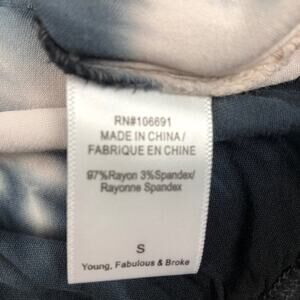 RN#106691
MADE IN CHINA/
FABRIQUE EN CHINE
97%Rayon 3%Spandex/
Rayonne Spandex
S
Young, Fabulous & Broke